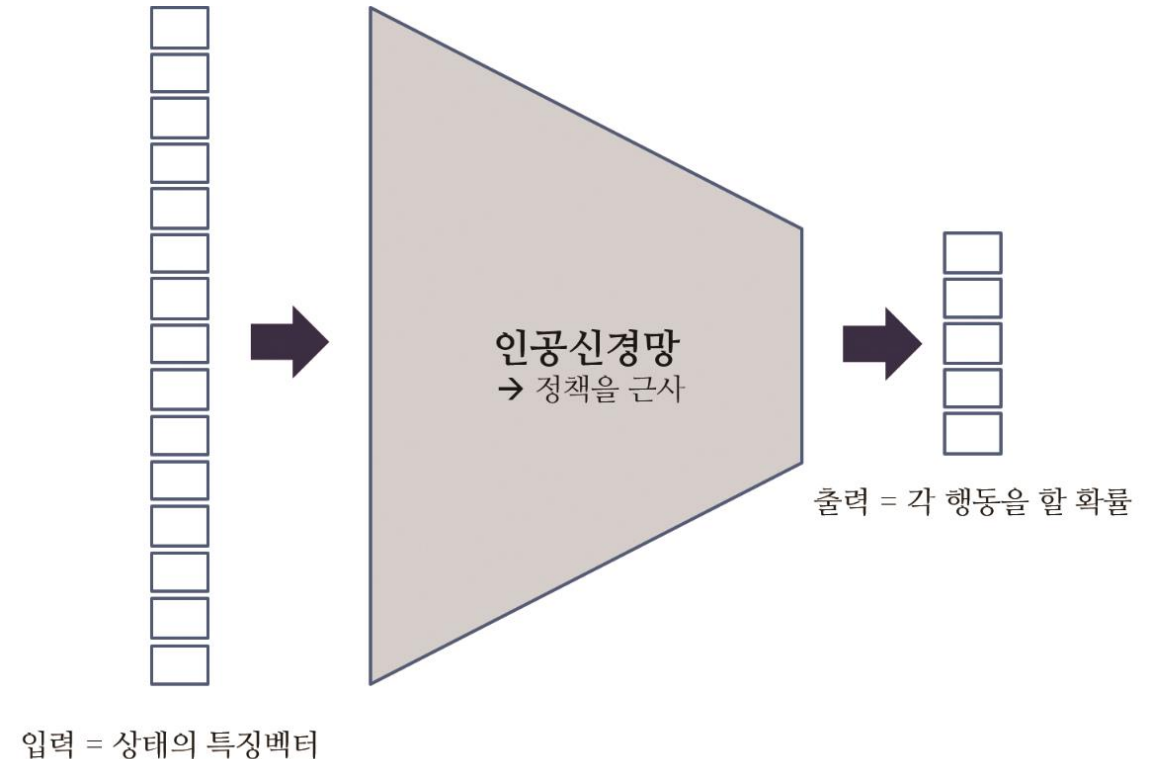 인공신경망
→ 정책을 근사
출력 = 각 행동을 할 확률
입력 = 상태의 특징벡터